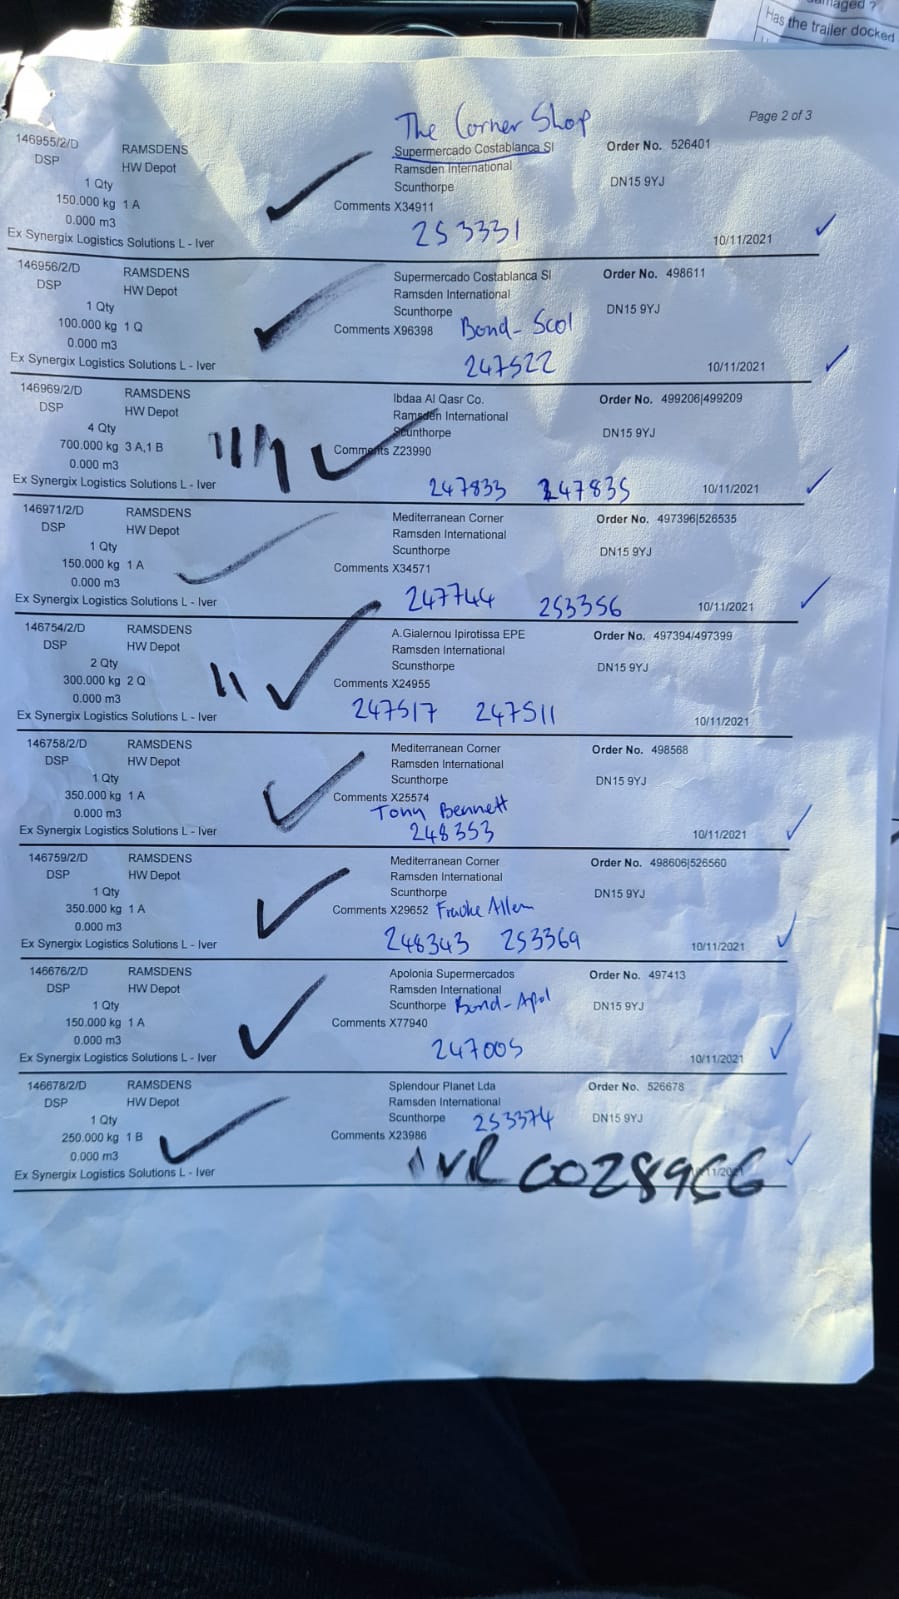 maged ?
Has the trailer docked
Page 2 of 3
The Corner Shop
146955/2/D RAMSDENS Supermercado Costablanca Sl Order No. 526401
DSP HW Depot Ramsden International
Scunthorpe DN15 9YJ
1 Qty
150.000 kg 1 A Comments X34911
0.000 m3 253331
Ex Synergix Logistics Solutions L - Iver 10/11/2021
146956/2/D RAMSDENS Supermercado Costablanca Sl Order No. 498611
DSP HW Depot Ramsden International
1 Qty Scunthorpe DN15 9YJ
100.000 kg 1 Q Comments X96398 Bond - Scol
0.000 m3
Ex Synergix Logistics Solutions L - Iver 247522 10/11/2021
146969/2/D RAMSDENS Ibdaa Al Qasr Co. Order No. 499206|499209
DSP HW Depot Ramsden International
4 Qty Scunthorpe DN15 9YJ
700.000 kg 3 A,1 B Comments Z23990
0.000 m3
Ex Synergix Logistics Solutions L - Iver 247833 247835 10/11/2021
146971/2/D RAMSDENS Mediterranean Corner Order No. 497396|526535
DSP HW Depot Ramsden International
1 Qty Scunthorpe DN15 9YJ
150.000 kg 1 A Comments X34571
0.000 m3
Ex Synergix Logistics Solutions L - Iver 247744 253356 10/11/2021
146754/2/D RAMSDENS A.Gialernou Ipirotissa EPE Order No. 497394/497399
DSP HW Depot Ramsden International
2 Qty Scunsthorpe DN15 9YJ
300.000 kg 2 Q Comments X24955
0.000 m3
Ex Synergix Logistics Solutions L - Iver 247517 247511 10/11/2021
146758/2/D RAMSDENS Mediterranean Corner Order No. 498568
DSP HW Depot Ramsden International
1 Qty Scunthorpe DN15 9YJ
350.000 kg 1 A Comments X25574
0.000 m3 Tony Bennett
Ex Synergix Logistics Solutions L - Iver 248353 10/11/2021
146759/2/D RAMSDENS Mediterranean Corner Order No. 498606|526560
DSP HW Depot Ramsden International
1 Qty Scunthorpe DN15 9YJ
350.000 kg 1 A Comments X29652 Allen
0.000 m3
Ex Synergix Logistics Solutions L - Iver 248343 253369 10/11/2021
146676/2/D RAMSDENS Apolonia Supermercados Order No. 497413
DSP HW Depot Ramsden International
1 Qty Scunthorpe Bond - Apol DN15 9YJ
150.000 kg 1 A Comments X77940
0.000 m3
Ex Synergix Logistics Solutions L - Iver 247005 10/11/2021
146678/2/D RAMSDENS Splendour Planet Lda Order No. 526678
DSP HW Depot Ramsden International
1 Qty Scunthorpe 253374 DN15 9YJ
250.000 kg 1 B Comments X23986
0.000 m3
Ex Synergix Logistics Solutions L - Iver